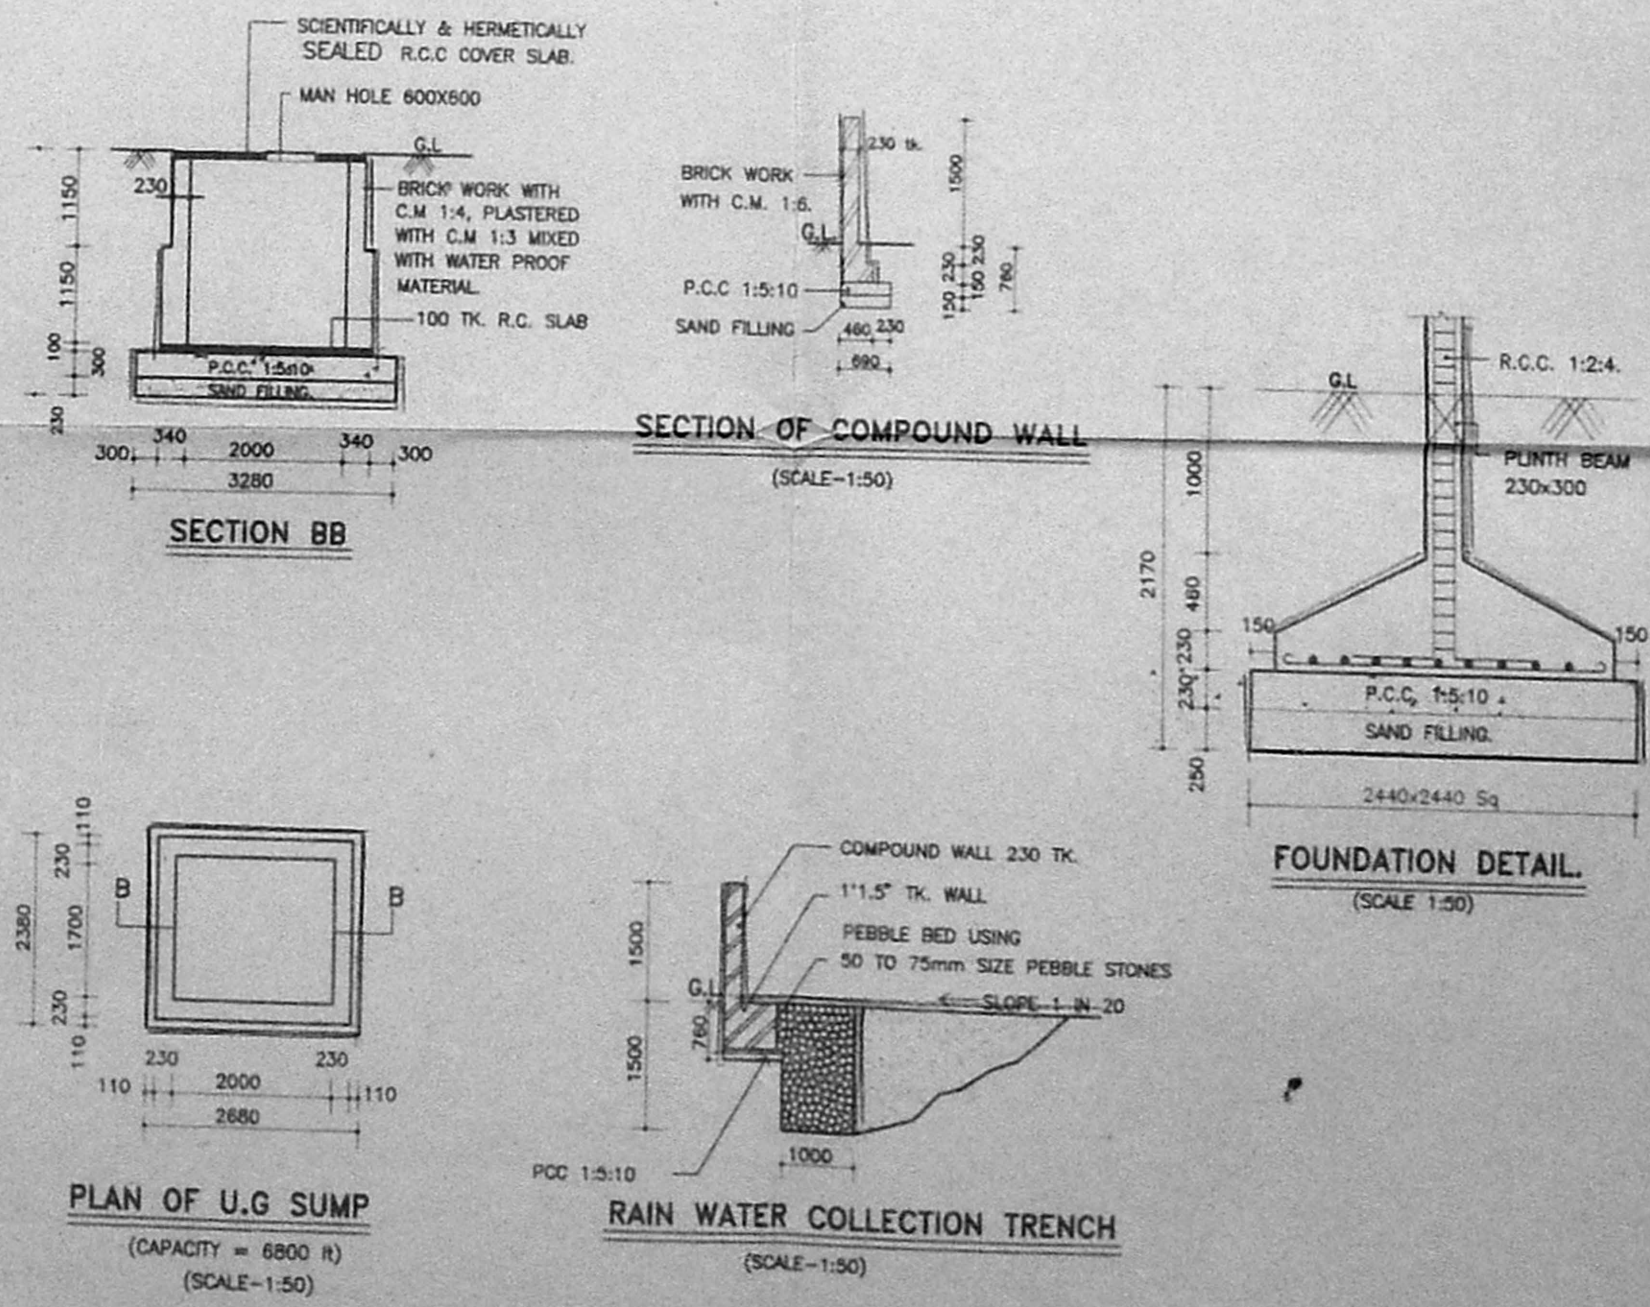 SCIENTIFICALLY & HERMETICALLY
SEALED R.C.C COVER SLAB.
MAN HOLE 600X600
G.L
230
BRICK WORK WITH
C.M 1:4, PLASTERED
WITH C.M 1:3 MIXED
WITH WATER PROOF
MATERIAL.
100 TK. R.C. SLAB
P.C.C. 1:5:10
SAND FILLING.
1150
1150
100
300
230
340
340
300
2000
300
3280
SECTION BB
230 tk.
BRICK WORK
WITH C.M. 1:6.
G.L.
P.C.C 1:5:10
SAND FILLING
460 230
690
1500
230
230
150
150
760
SECTION OF COMPOUND WALL
(SCALE-1:50)
R.C.C. 1:2:4.
G.L
PLINTH BEAM
230x300
1000
2170
460
150
150
230
230
P.C.C. 1:5:10
SAND FILLING.
250
2440x2440 Sq
FOUNDATION DETAIL.
(SCALE 1:50)
110
230
B
B
2380
1700
230
110
230
230
110
2000
110
2680
PLAN OF U.G SUMP
(CAPACITY = 6800 lt)
(SCALE-1:50)
COMPOUND WALL 230 TK.
1'1.5" TK. WALL
PEBBLE BED USING
50 TO 75mm SIZE PEBBLE STONES
G.L
SLOPE 1 IN 20
1500
760
1500
1000
PCC 1:5:10
RAIN WATER COLLECTION TRENCH
(SCALE-1:50)